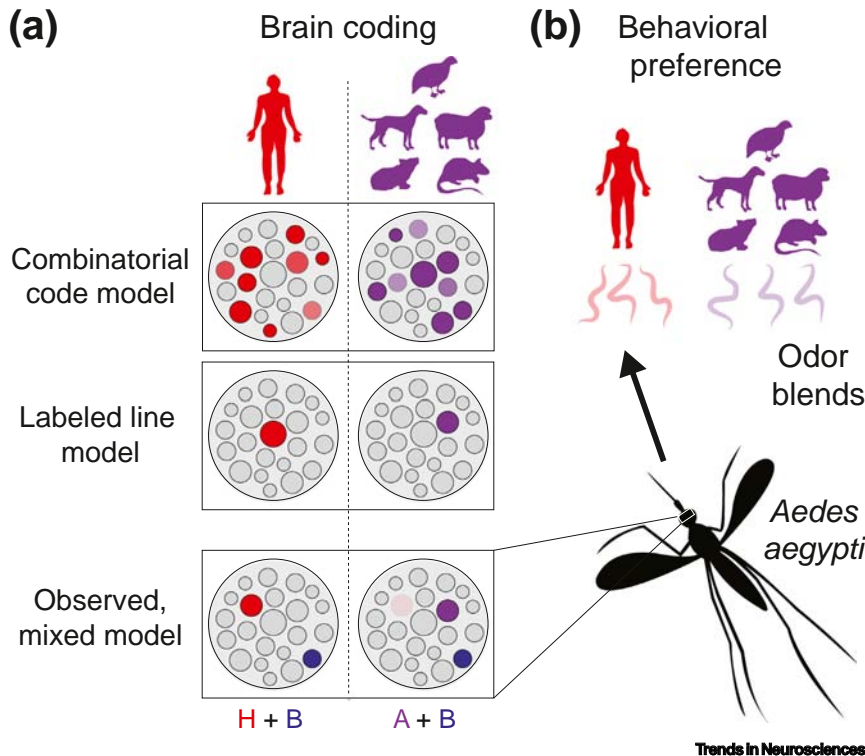 (a)
Brain coding
(b)
Behavioral
preference
Combinatorial
code model
Labeled line
model
Observed,
mixed model
H + B
A + B
Odor
blends
Aedes
aegypti
Trends in Neurosciences